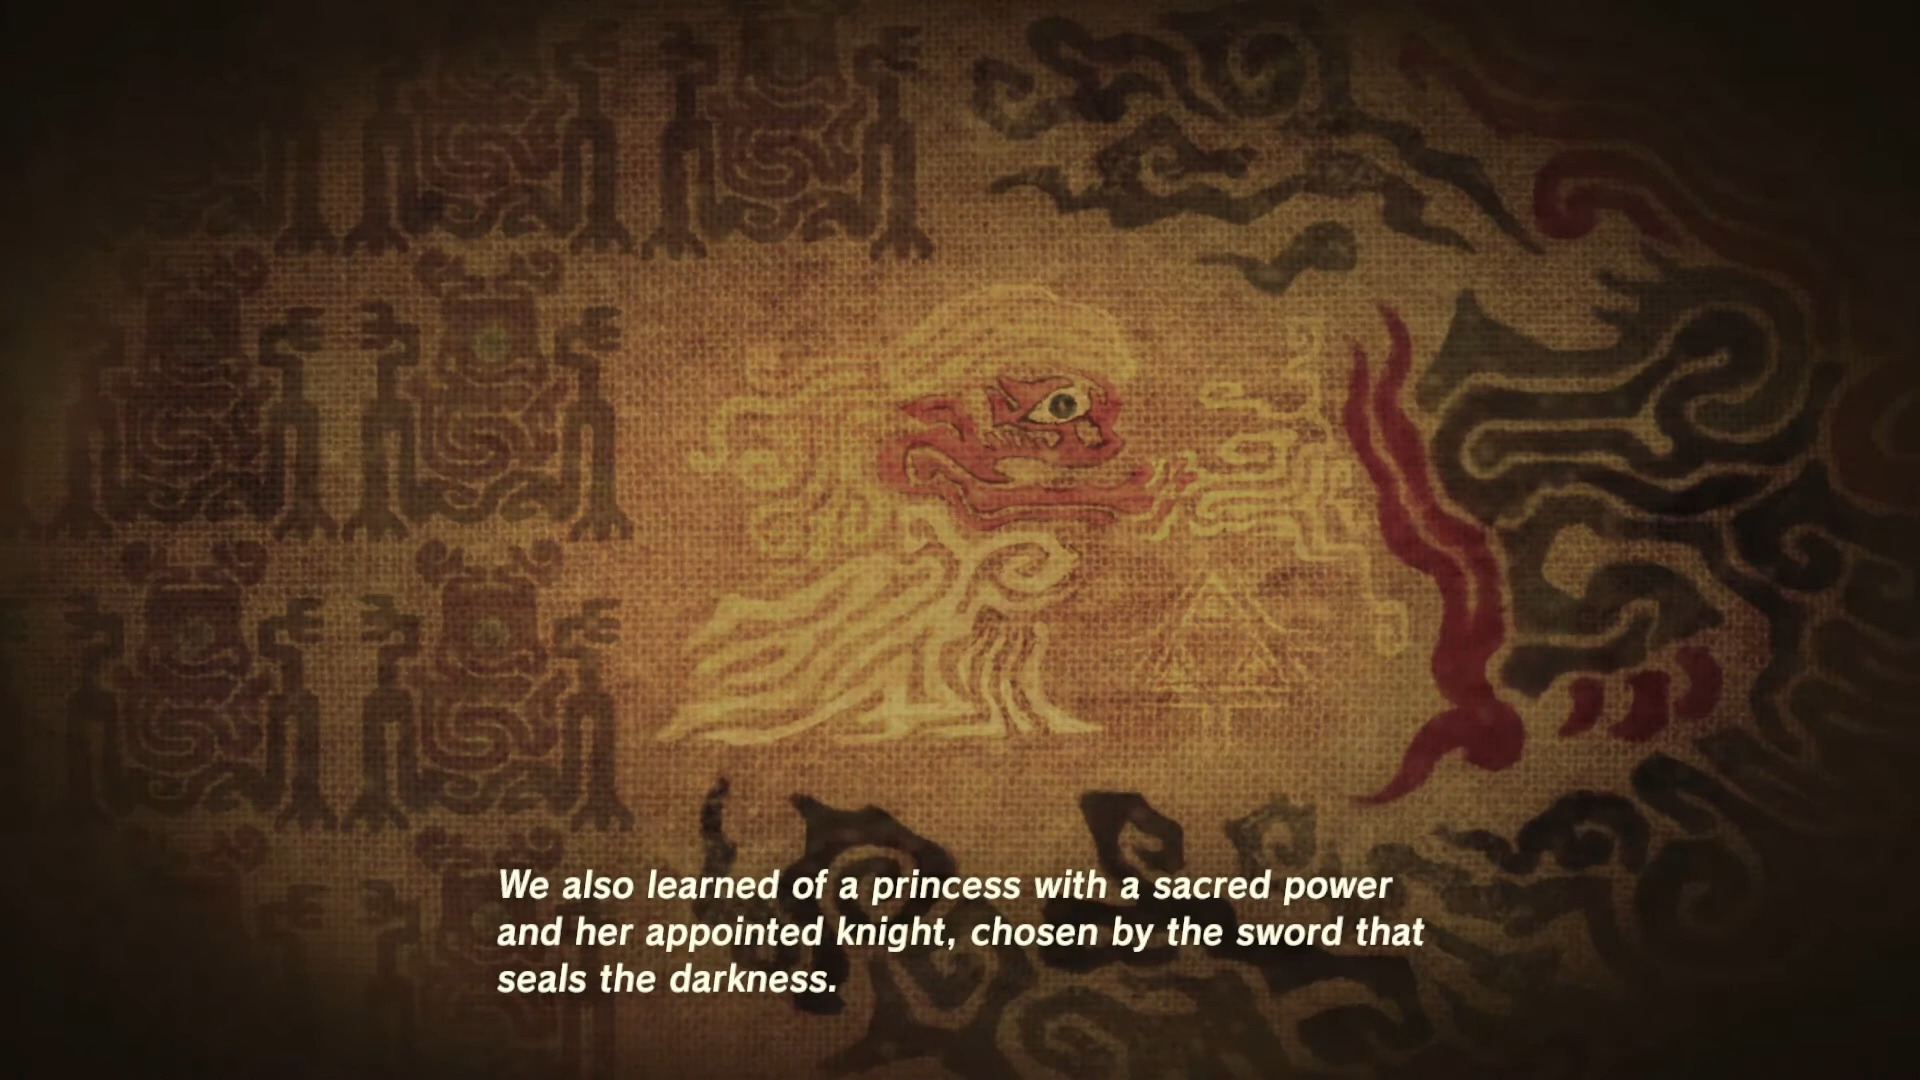 We also learned of a princess with a sacred power
and her appointed knight, chosen by the sword that
seals the darkness.